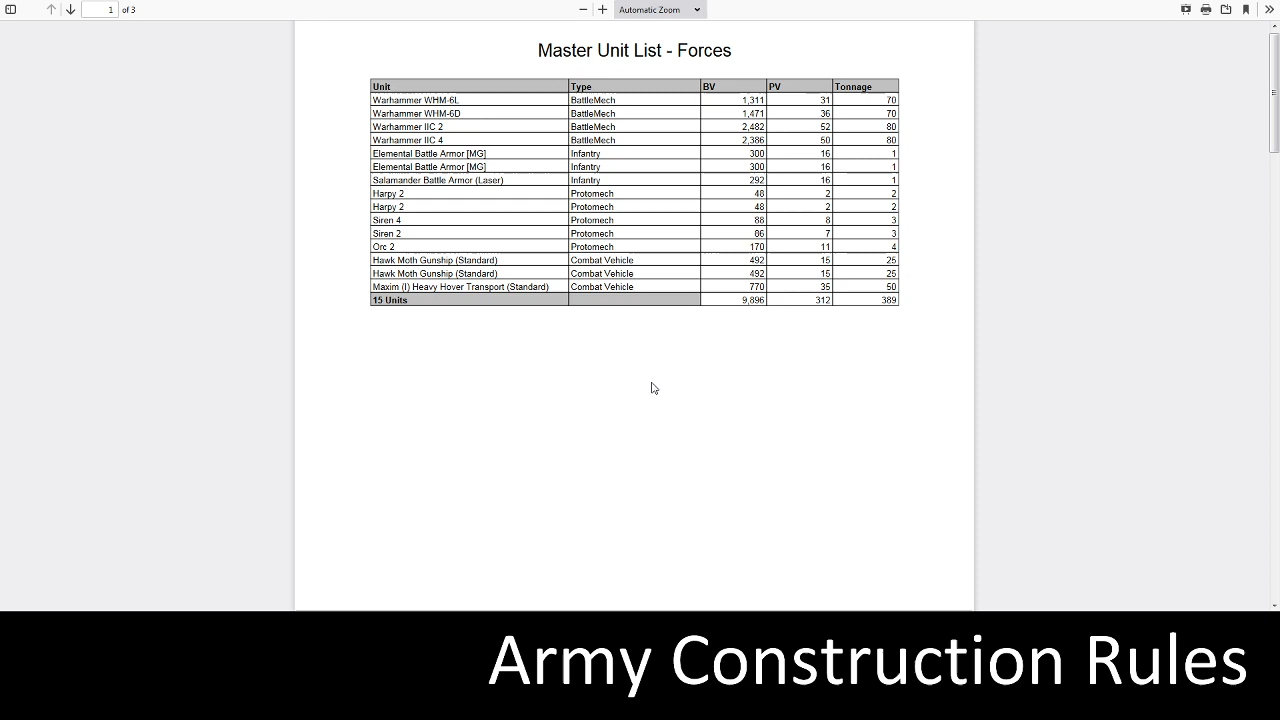 1 of 3 Automatic Zoom
Master Unit List - Forces
Unit Type BV PV Tonnage
Warhammer WHM-6L BattleMech 1,311 31 70
Warhammer WHM-6D BattleMech 1,471 36 70
Warhammer IIC 2 BattleMech 2,482 52 80
Warhammer IIC 4 BattleMech 2,386 50 80
Elemental Battle Armor [MG] Infantry 300 16 1
Elemental Battle Armor [MG] Infantry 300 16 1
Salamander Battle Armor (Laser) Infantry 292 16 1
Harpy 2 Protomech 48 2 2
Harpy 2 Protomech 48 2 2
Siren 4 Protomech 88 8 3
Siren 2 Protomech 86 7 3
Orc 2 Protomech 170 11 4
Hawk Moth Gunship (Standard) Combat Vehicle 492 15 25
Hawk Moth Gunship (Standard) Combat Vehicle 492 15 25
Maxim (I) Heavy Hover Transport (Standard) Combat Vehicle 770 35 50
15 Units 9,896 312 389
Army Construction Rules